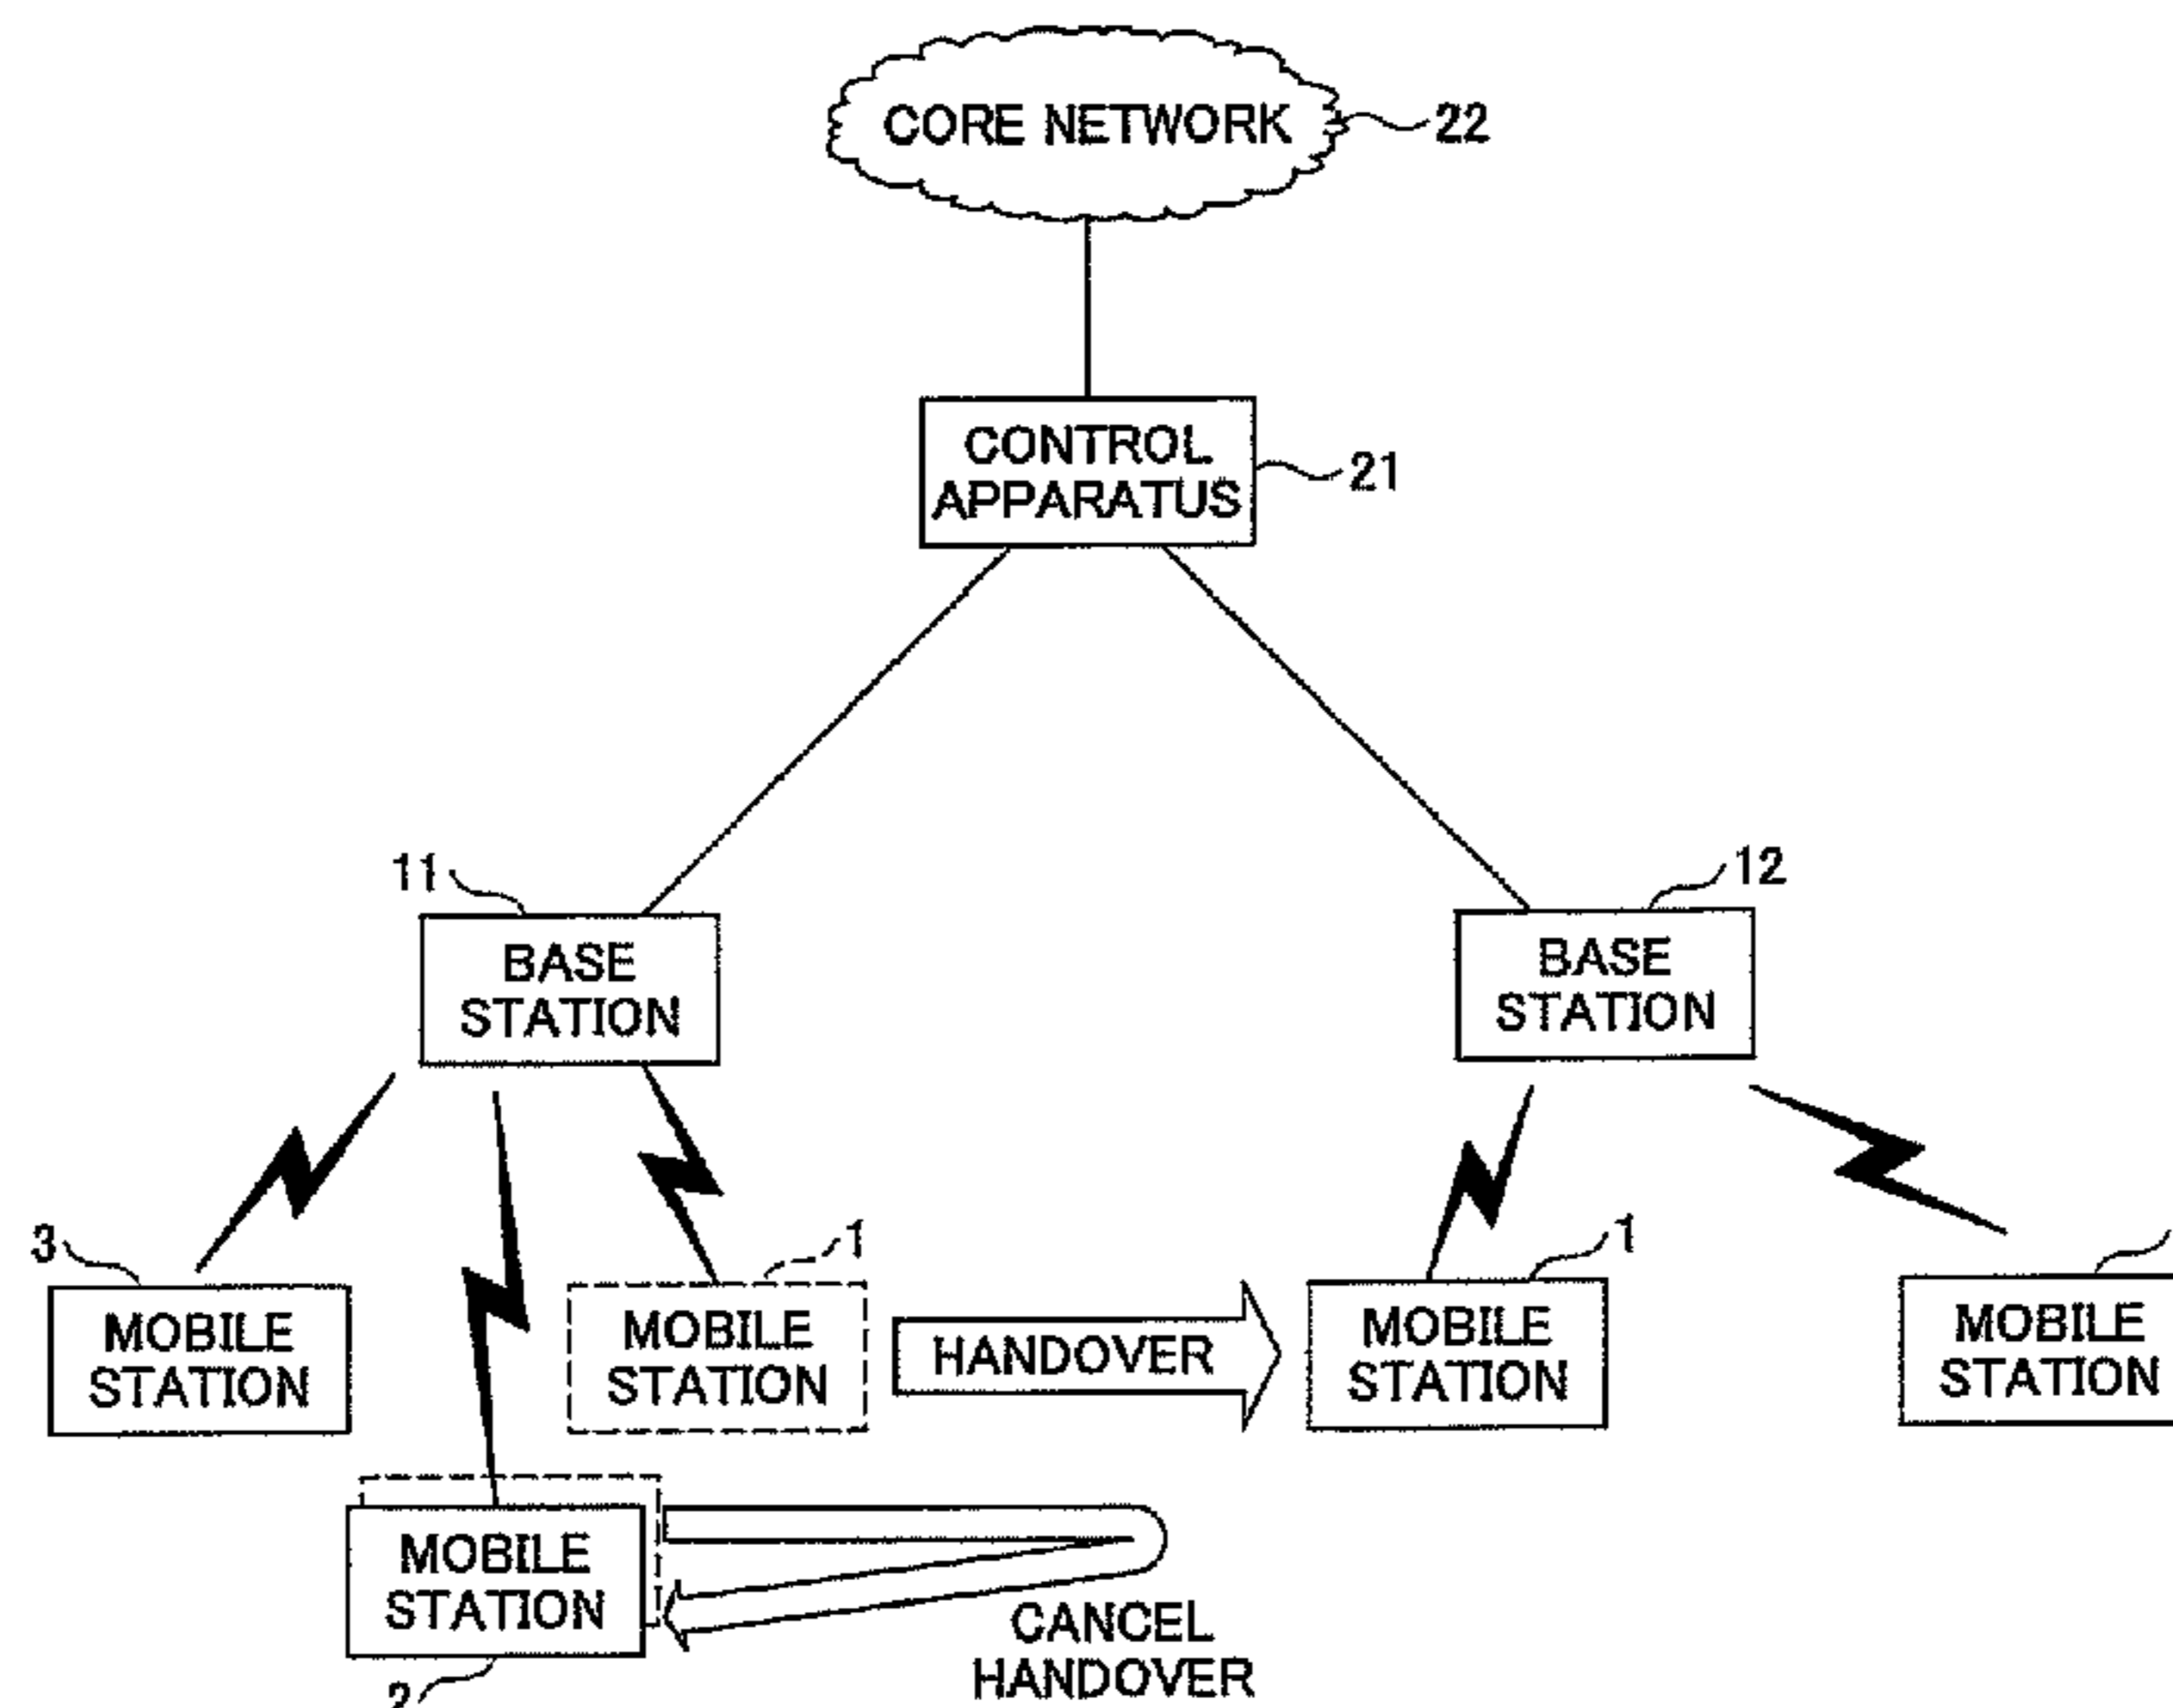 CORE NETWORK
22
CONTROL
APPARATUS
21
11
12
BASE
STATION
BASE
STATION
3
1
1
MOBILE
STATION
MOBILE
STATION
HANDOVER
MOBILE
STATION
MOBILE
STATION
MOBILE
STATION
CANCEL
HANDOVER
2